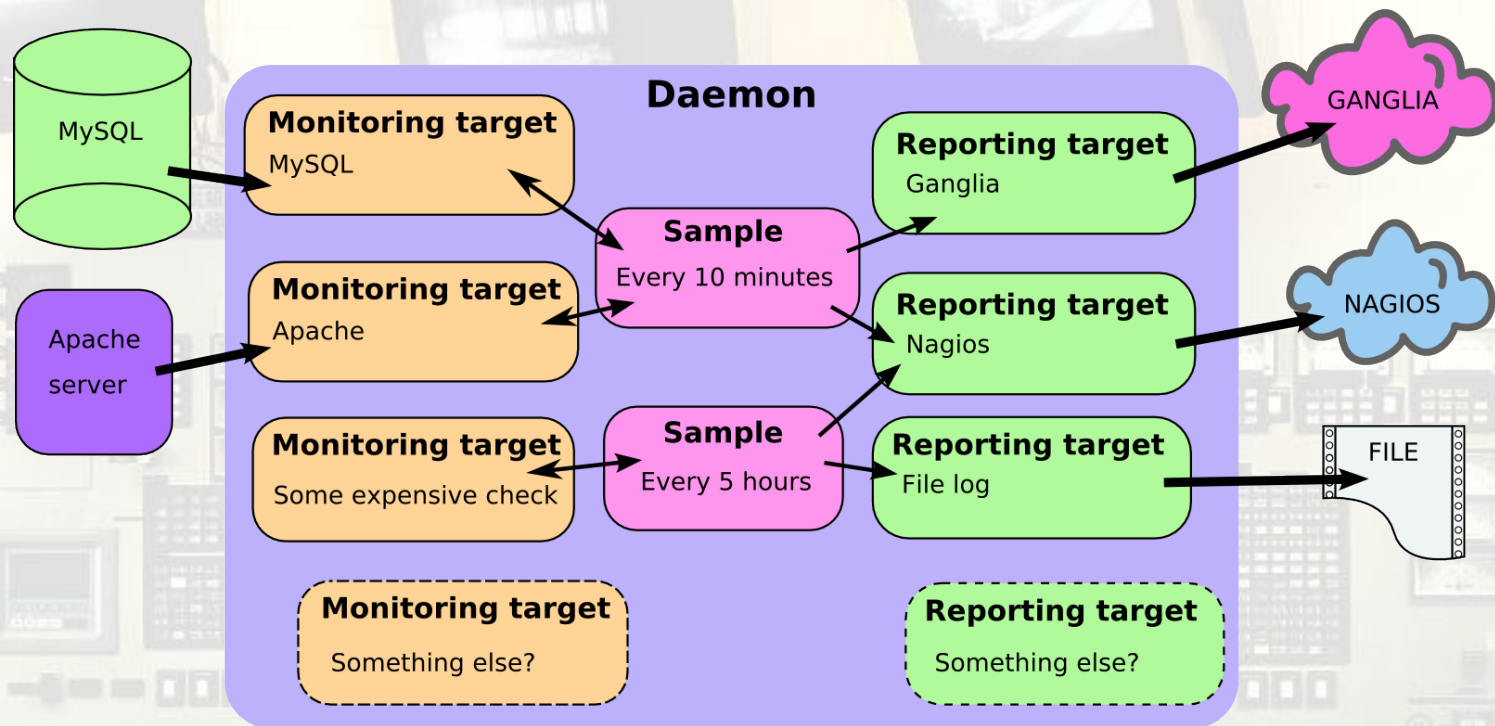 Daemon
MySQL
Apache
server
Monitoring target
MySQL
Monitoring target
Apache
Monitoring target
Some expensive check
Monitoring target
Something else?
Sample
Every 10 minutes
Sample
Every 5 hours
Reporting target
Ganglia
Reporting target
Nagios
Reporting target
File log
Reporting target
Something else?
GANGLIA
NAGIOS
FILE